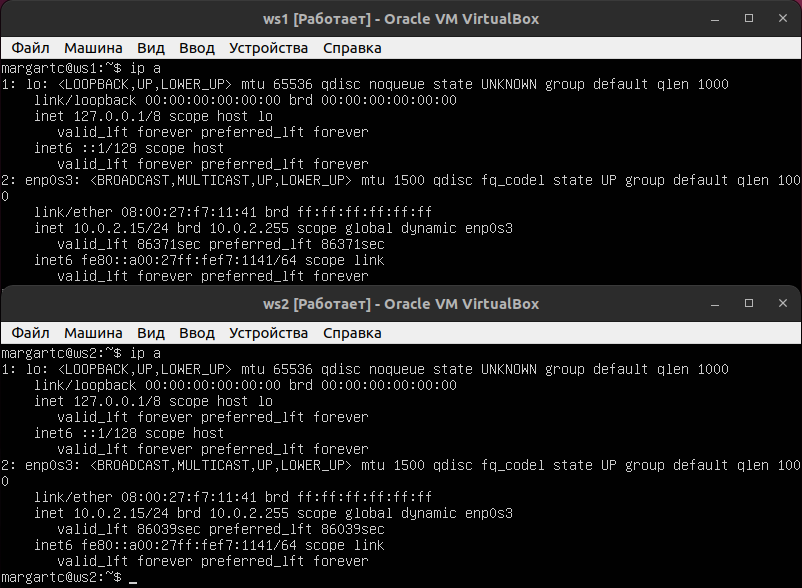 ws1 [Работает] - Oracle VM VirtualBox
Файл Машина Вид Ввод Устройства Справка
margartc@ws1:~$ ip a
1: lo: <LOOPBACK,UP,LOWER_UP> mtu 65536 qdisc noqueue state UNKNOWN group default qlen 1000
    link/loopback 00:00:00:00:00:00 brd 00:00:00:00:00:00
    inet 127.0.0.1/8 scope host lo
       valid_lft forever preferred_lft forever
    inet6 ::1/128 scope host
       valid_lft forever preferred_lft forever
2: enp0s3: <BROADCAST,MULTICAST,UP,LOWER_UP> mtu 1500 qdisc fq_codel state UP group default qlen 100
0
    link/ether 08:00:27:f7:11:41 brd ff:ff:ff:ff:ff:ff
    inet 10.0.2.15/24 brd 10.0.2.255 scope global dynamic enp0s3
       valid_lft 86371sec preferred_lft 86371sec
    inet6 fe80::a00:27ff:fef7:1141/64 scope link
       valid_lft forever preferred_lft forever
ws2 [Работает] - Oracle VM VirtualBox
Файл Машина Вид Ввод Устройства Справка
margartc@ws2:~$ ip a
1: lo: <LOOPBACK,UP,LOWER_UP> mtu 65536 qdisc noqueue state UNKNOWN group default qlen 1000
    link/loopback 00:00:00:00:00:00 brd 00:00:00:00:00:00
    inet 127.0.0.1/8 scope host lo
       valid_lft forever preferred_lft forever
    inet6 ::1/128 scope host
       valid_lft forever preferred_lft forever
2: enp0s3: <BROADCAST,MULTICAST,UP,LOWER_UP> mtu 1500 qdisc fq_codel state UP group default qlen 100
0
    link/ether 08:00:27:f7:11:41 brd ff:ff:ff:ff:ff:ff
    inet 10.0.2.15/24 brd 10.0.2.255 scope global dynamic enp0s3
       valid_lft 86039sec preferred_lft 86039sec
    inet6 fe80::a00:27ff:fef7:1141/64 scope link
       valid_lft forever preferred_lft forever
margartc@ws2:~$ _